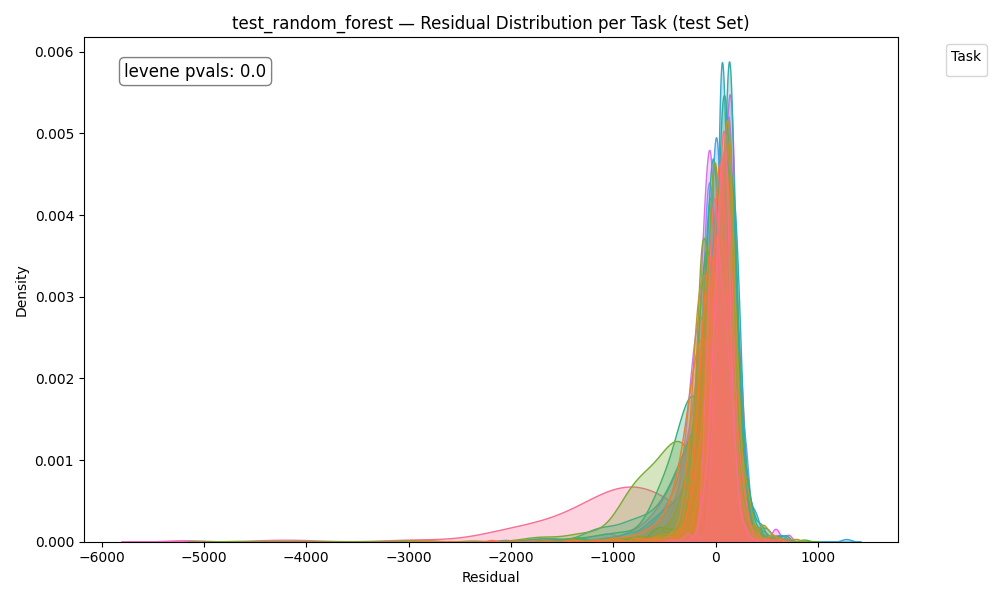 test_random_forest — Residual Distribution per Task (test Set)
levene pvals: 0.0
Task
Density
0.006
0.005
0.004
0.003
0.002
0.001
0.000
−6000 −5000 −4000 −3000 −2000 −1000 0 1000
Residual